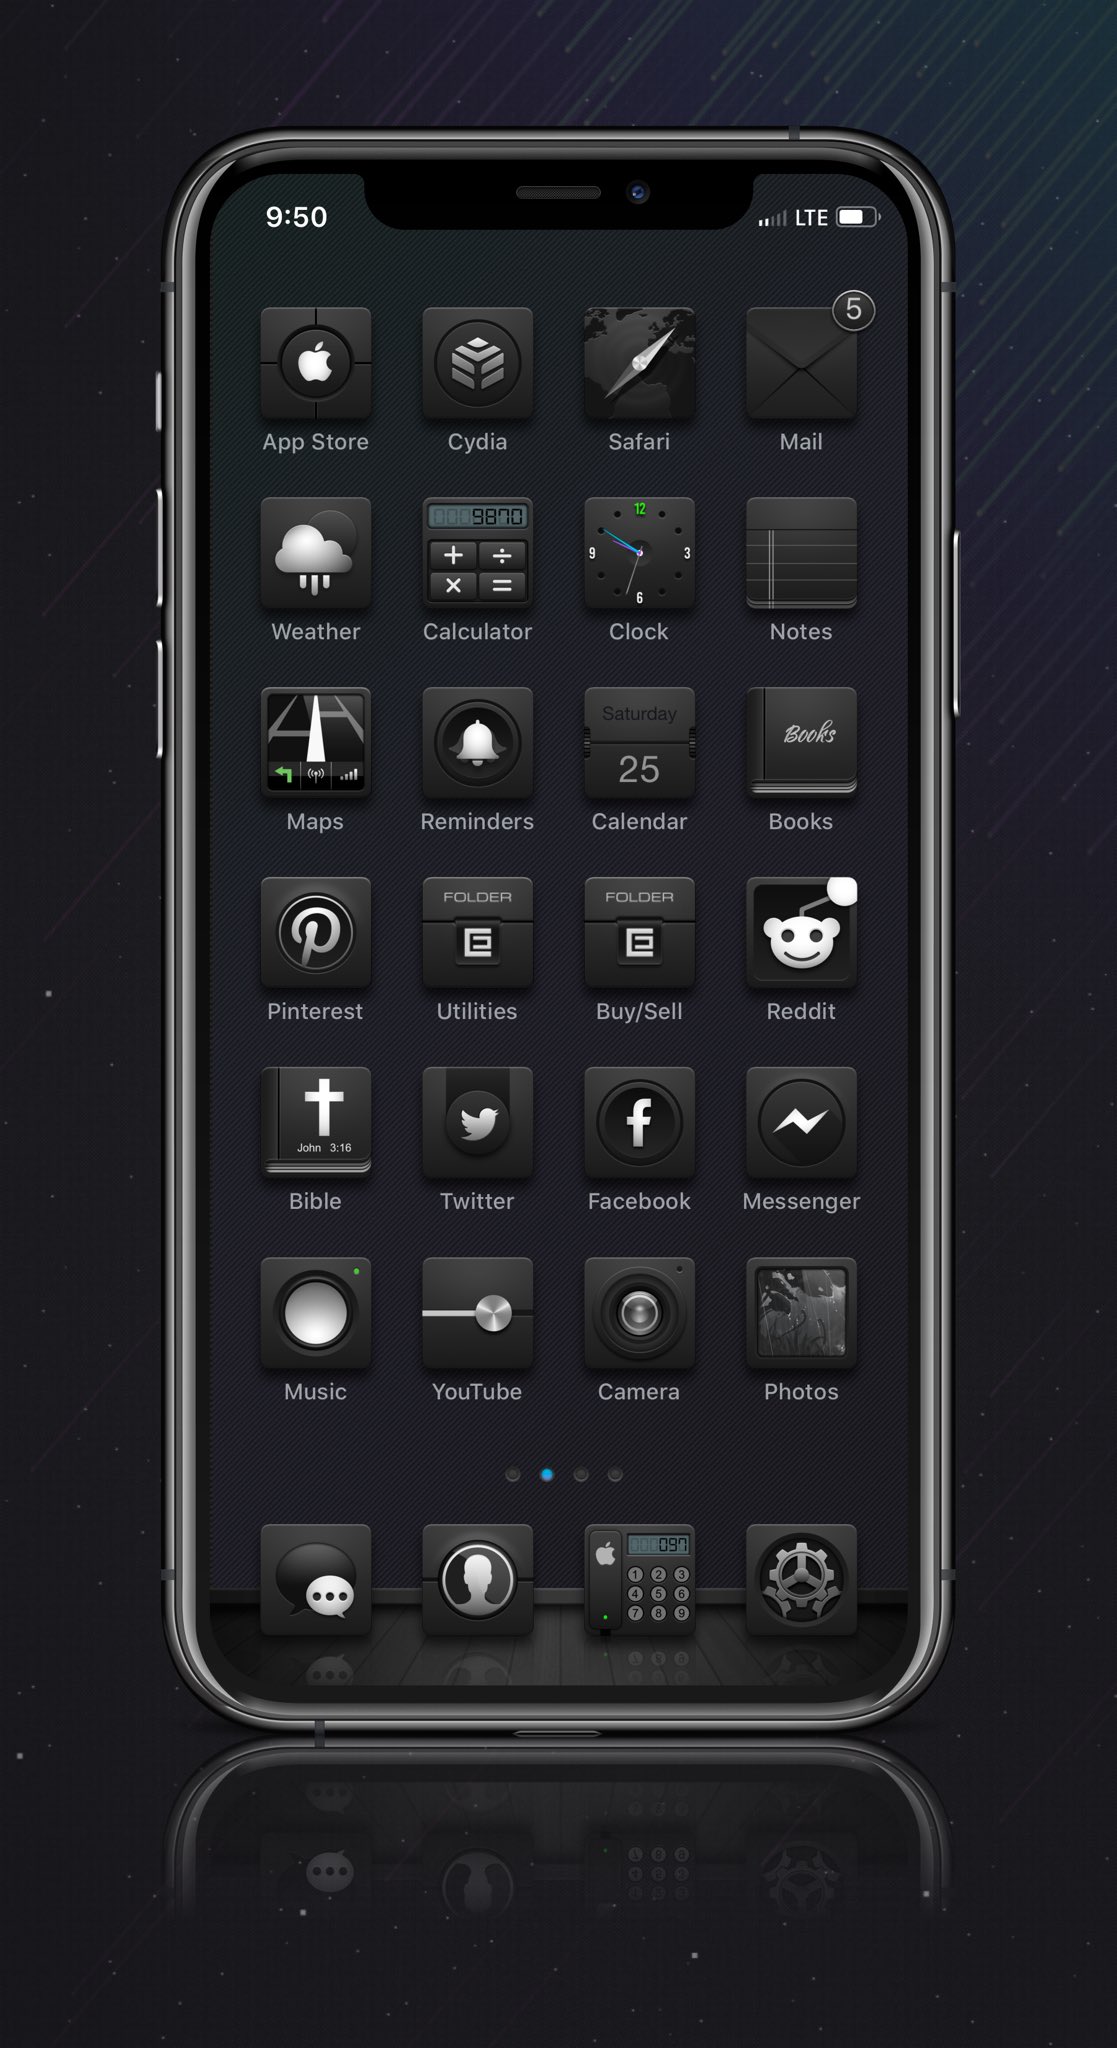 9:50 LTE
5
App Store Cydia Safari Mail
0009870
12
9 3
6
Weather Calculator Clock Notes
Saturday
25
Books
Maps Reminders Calendar Books
FOLDER FOLDER
Pinterest Utilities Buy/Sell Reddit
John 3:16
Bible Twitter Facebook Messenger
Music YouTube Camera Photos
000097
1 2 3
4 5 6
7 8 9